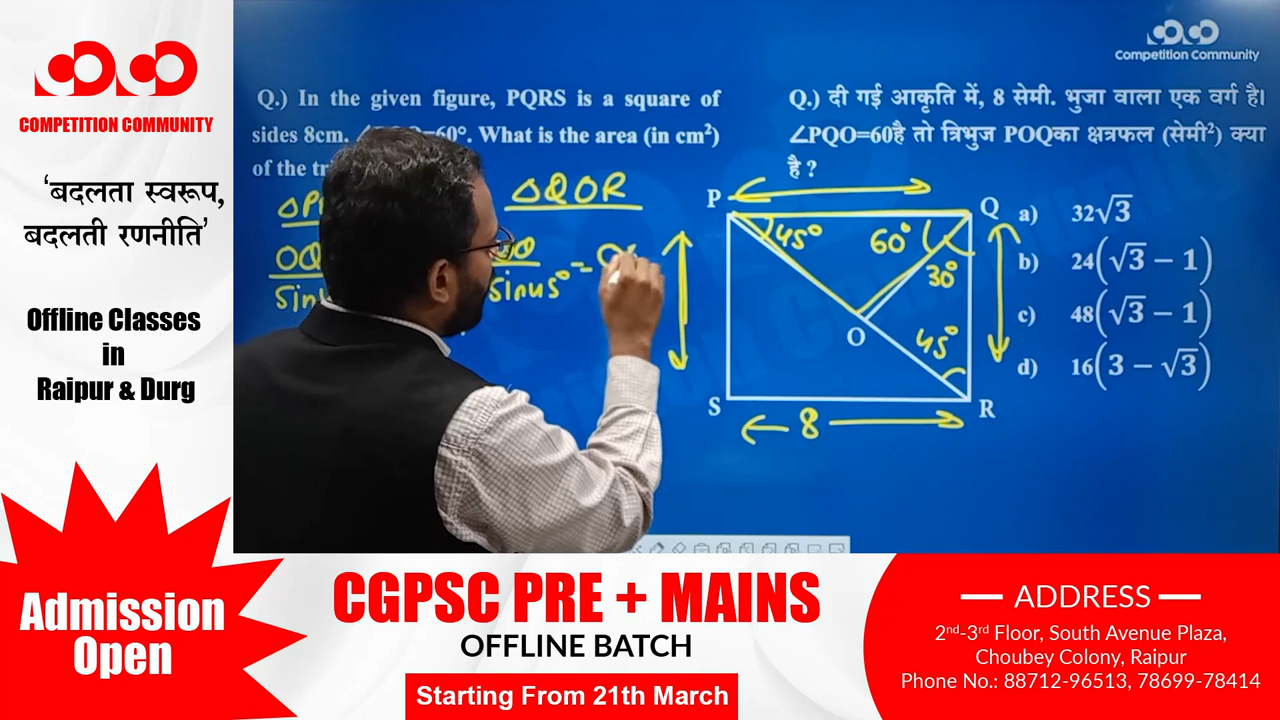 COMPETITION COMMUNITY
‘बदलता स्वरूप,
बदलती रणनीति’
Offline Classes
in
Raipur & Durg
Admission
Open
Competition Community
Q.) In the given figure, PQRS is a square of
sides 8cm. =60°. What is the area (in cm²)
of the
Q.) दी गई आकृति में, 8 सेमी. भुजा वाला एक वर्ग है।
∠PQO=60है तो त्रिभुज POQका क्षत्रफल (सेमी²) क्या
है ?
ΔQOR
OQ
sin45° =
P
Q
45°
60°
30°
O
45°
S
R
8
a) 32√3
b) 24(√3 − 1)
c) 48(√3 − 1)
d) 16(3 − √3)
CGPSC PRE + MAINS
OFFLINE BATCH
Starting From 21th March
ADDRESS
2nd-3rd Floor, South Avenue Plaza,
Choubey Colony, Raipur
Phone No.: 88712-96513, 78699-78414